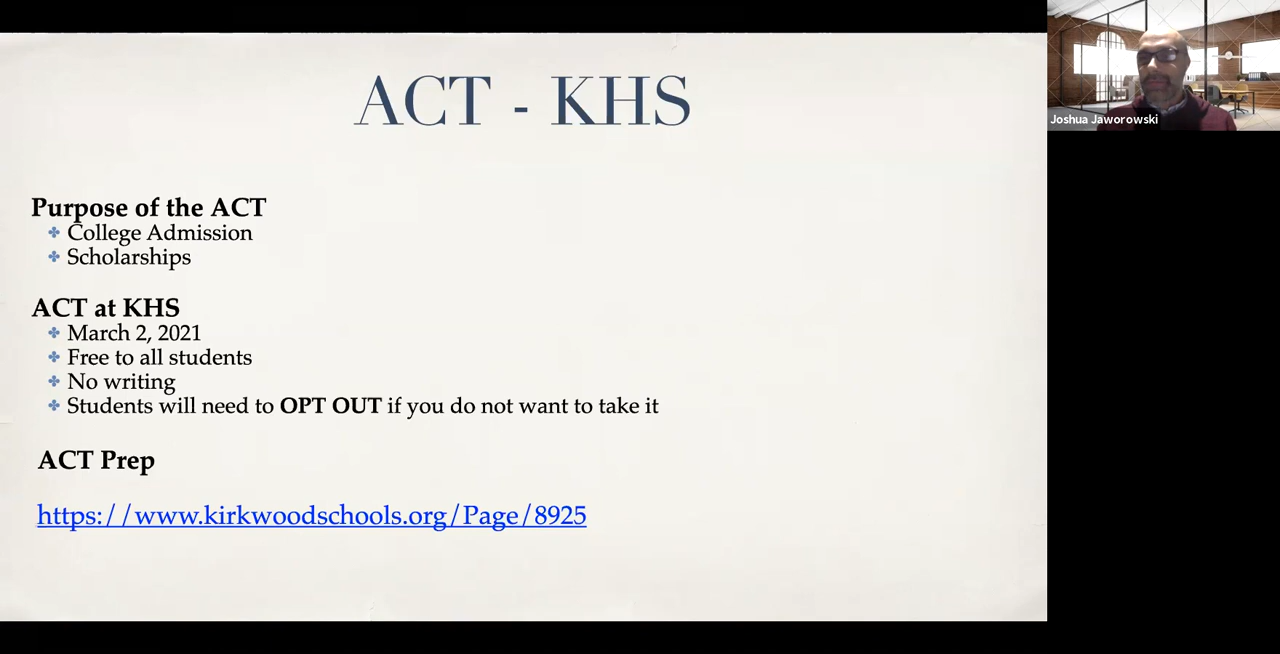 ACT - KHS
Purpose of the ACT
College Admission
Scholarships
ACT at KHS
March 2, 2021
Free to all students
No writing
Students will need to OPT OUT if you do not want to take it
ACT Prep
https://www.kirkwoodschools.org/Page/8925
Joshua Jaworowski